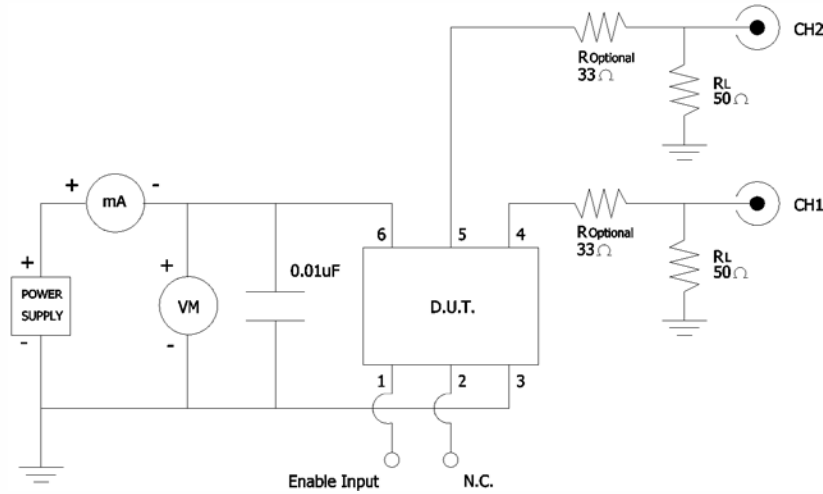 CH2
ROptional
33Ω
RL
50Ω
+ mA -
6 5 4
ROptional
33Ω
CH1
RL
50Ω
+
POWER
SUPPLY
-
+
VM
-
0.01uF
D.U.T.
1 2 3
Enable Input
N.C.